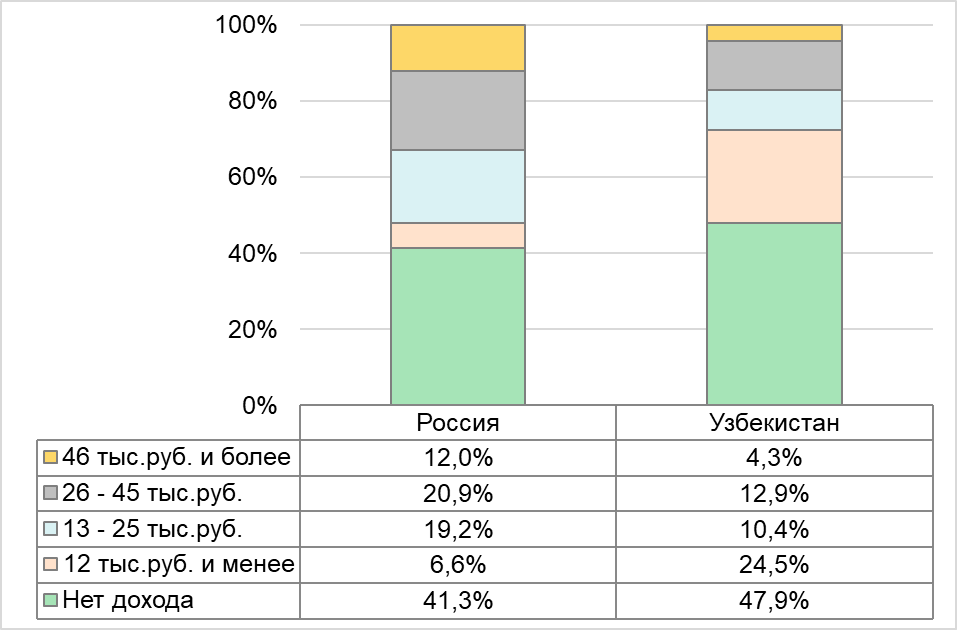 100%
80%
60%
40%
20%
0%
Россия Узбекистан
46 тыс.руб. и более 12,0% 4,3%
26 - 45 тыс.руб. 20,9% 12,9%
13 - 25 тыс.руб. 19,2% 10,4%
12 тыс.руб. и менее 6,6% 24,5%
Нет дохода 41,3% 47,9%